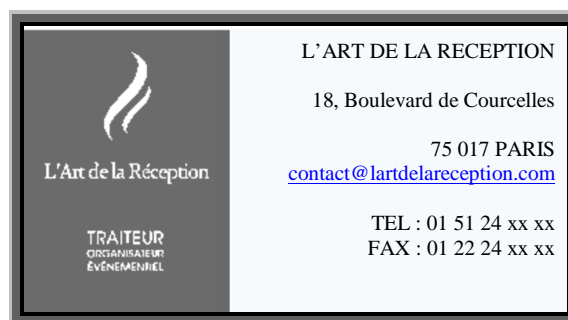 L'Art de la Réception
TRAITEUR
ORGANISATEUR
ÉVÉNEMENTIEL
L'ART DE LA RECEPTION
18, Boulevard de Courcelles
75 017 PARIS
contact@lartdelareception.com
TEL : 01 51 24 xx xx
FAX : 01 22 24 xx xx